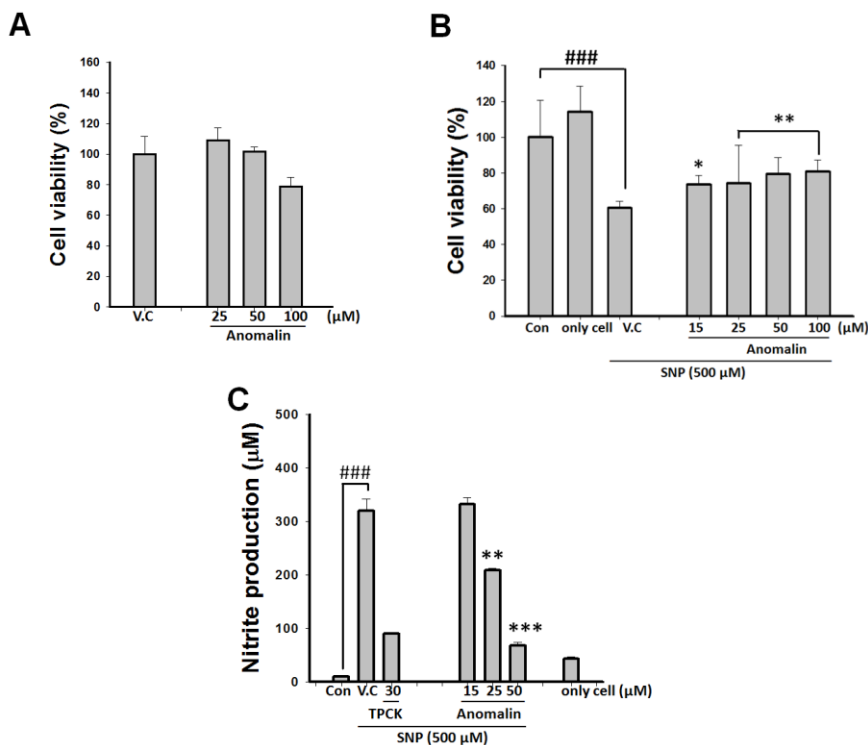 A
Cell viability (%)
160
140
120
100
80
60
40
20
0
V.C 25 50 100 (μM)
Anomalin
B
Cell viability (%)
140
120
100
80
60
40
20
0
###
*
**
Con only cell V.C 15 25 50 100 (μM)
Anomalin
SNP (500 μM)
C
Nitrite production (μM)
500
400
300
200
100
0
###
**
***
Con V.C 30 15 25 50 only cell (μM)
TPCK Anomalin
SNP (500 μM)